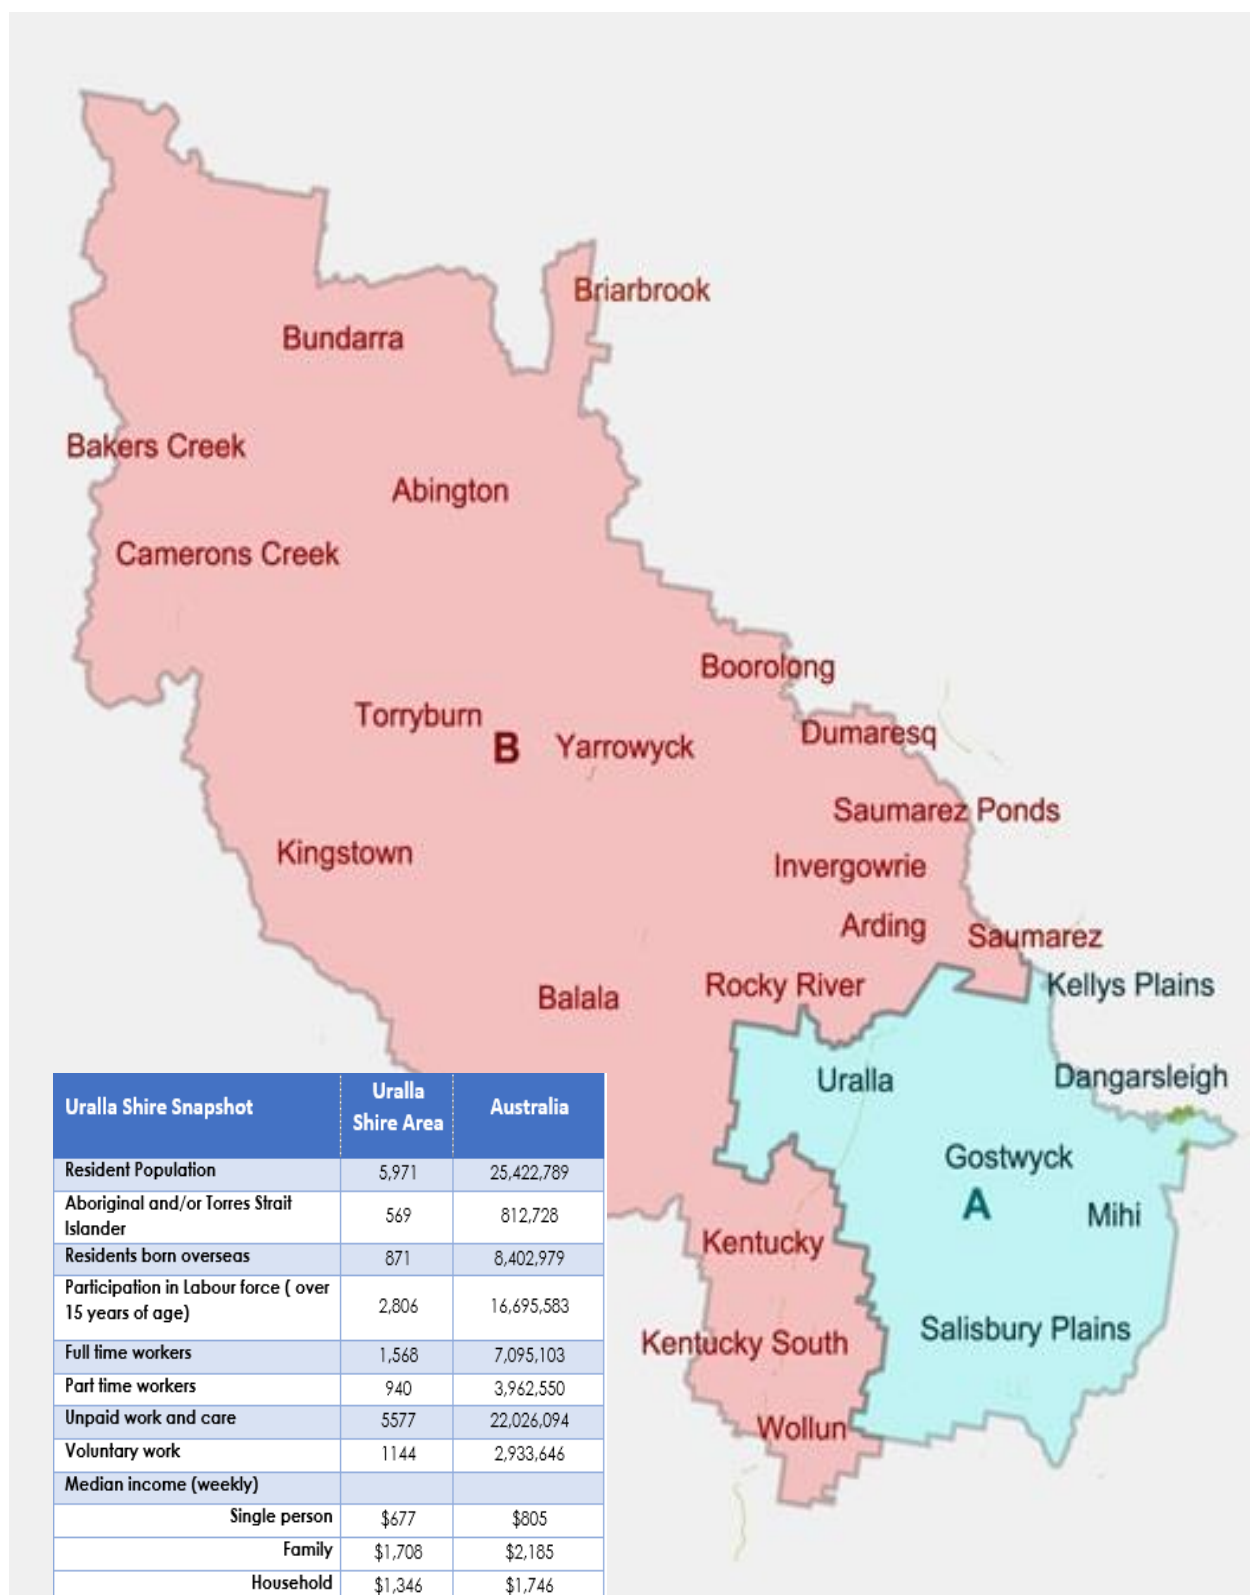 Briarbrook
Bundarra
Bakers Creek
Abington
Camerons Creek
Boorolong
Torryburn
B
Yarrowyck
Dumaresq
Saumarez Ponds
Kingstown
Invergowrie
Arding
Saumarez
Balala
Rocky River
Kellys Plains
Uralla
Dangarsleigh
Gostwyck
A
Mihi
Kentucky
Salisbury Plains
Kentucky South
Wollun
Uralla Shire Snapshot Uralla Shire Area Australia
Resident Population 5,971 25,422,789
Aboriginal and/or Torres Strait
Islander 569 812,728
Residents born overseas 871 8,402,979
Participation in Labour force ( over
15 years of age) 2,806 16,695,583
Full time workers 1,568 7,095,103
Part time workers 940 3,962,550
Unpaid work and care 5577 22,026,094
Voluntary work 1144 2,933,646
Median income (weekly)
Single person $677 $805
Family $1,708 $2,185
Household $1,346 $1,746